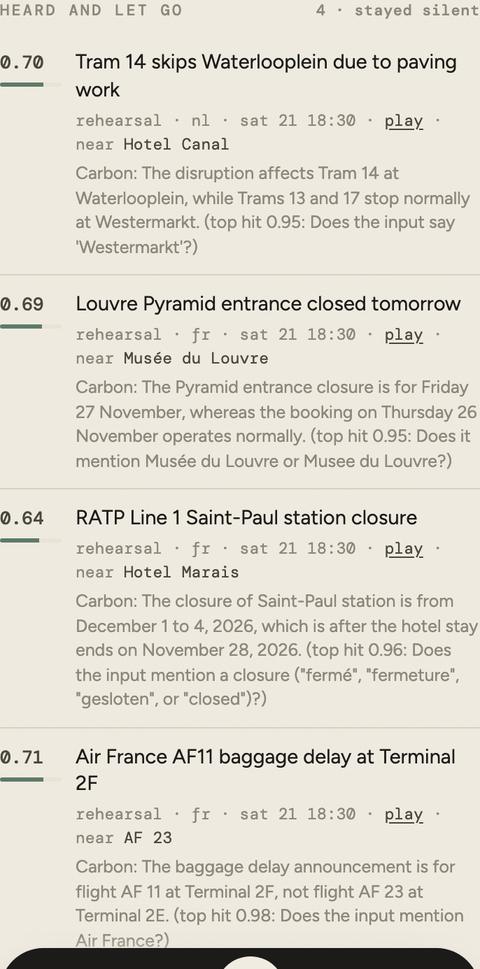 HEARD AND LET GO 4 · stayed silent
0.70 Tram 14 skips Waterlooplein due to paving
work
rehearsal · nl · sat 21 18:30 · play ·
near Hotel Canal
Carbon: The disruption affects Tram 14 at
Waterlooplein, while Trams 13 and 17 stop normally
at Westermarkt. (top hit 0.95: Does the input say
'Westermarkt'?)
0.69 Louvre Pyramid entrance closed tomorrow
rehearsal · fr · sat 21 18:30 · play ·
near Musée du Louvre
Carbon: The Pyramid entrance closure is for Friday
27 November, whereas the booking on Thursday 26
November operates normally. (top hit 0.95: Does it
mention Musée du Louvre or Musee du Louvre?)
0.64 RATP Line 1 Saint-Paul station closure
rehearsal · fr · sat 21 18:30 · play ·
near Hotel Marais
Carbon: The closure of Saint-Paul station is from
December 1 to 4, 2026, which is after the hotel stay
ends on November 28, 2026. (top hit 0.96: Does
the input mention a closure ("fermé", "fermeture",
"gesloten", or "closed")?)
0.71 Air France AF11 baggage delay at Terminal
2F
rehearsal · fr · sat 21 18:30 · play ·
near AF 23
Carbon: The baggage delay announcement is for
flight AF 11 at Terminal 2F, not flight AF 23 at
Terminal 2E. (top hit 0.98: Does the input mention
Air France?)